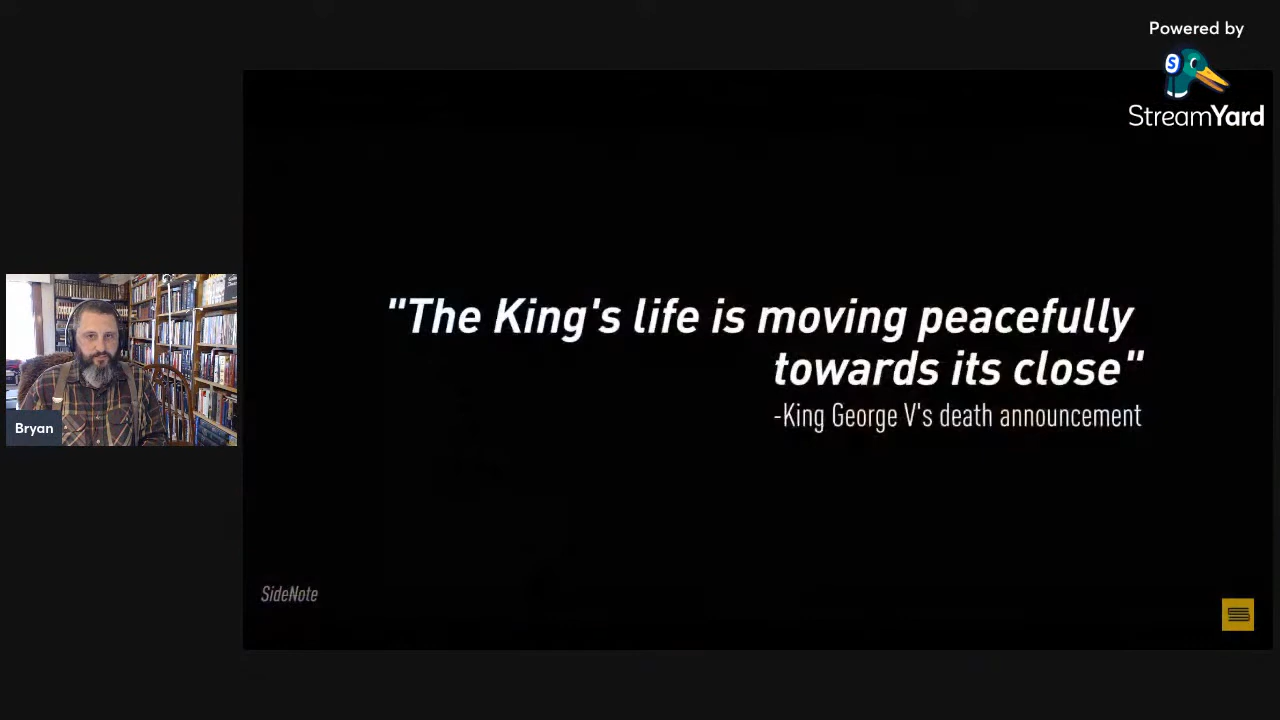 Powered by
S
StreamYard
"The King's life is moving peacefully
towards its close"
-King George V's death announcement
Bryan
SideNote